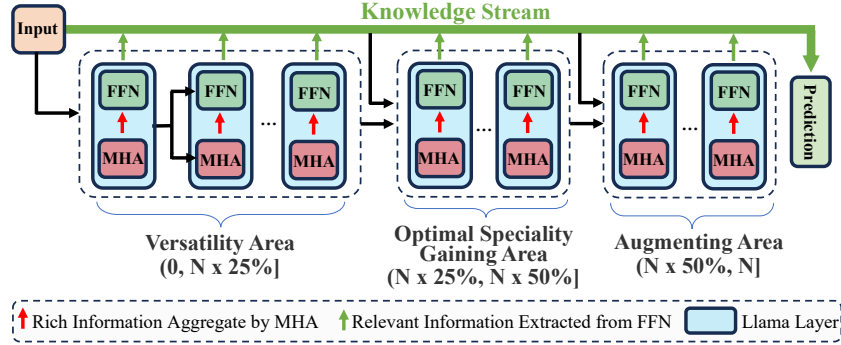 Knowledge Stream
Input
FFN
FFN
...
FFN
FFN
...
FFN
FFN
...
FFN
MHA
MHA
MHA
MHA
MHA
MHA
MHA
Prediction
Versatility Area
(0, N x 25%]
Optimal Speciality
Gaining Area
(N x 25%, N x 50%]
Augmenting Area
(N x 50%, N]
Rich Information Aggregate by MHA
Relevant Information Extracted from FFN
Llama Layer